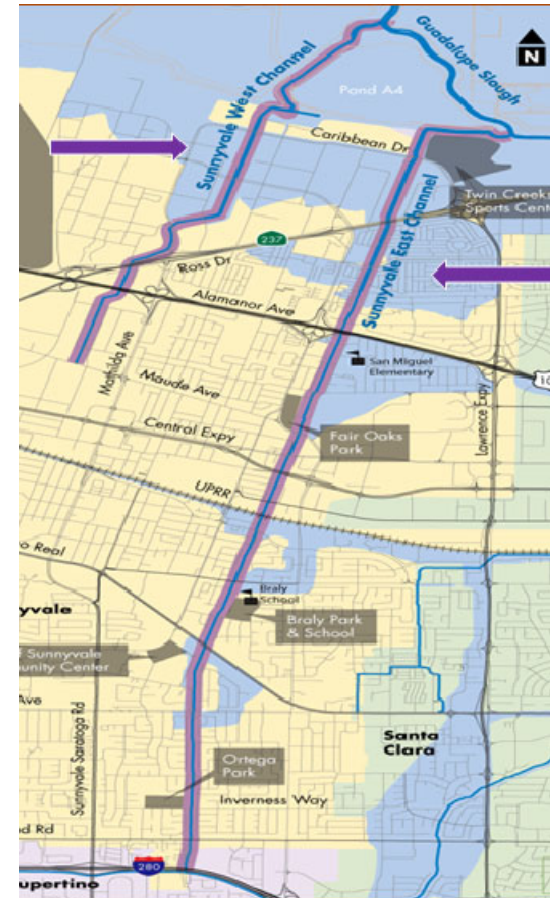 Guadalupe Slough
N
Sunnyvale West Channel
Pond A4
Caribbean Dr
Twin Creeks
Sports Cent
237
Ross Dr
Sunnyvale East Channel
Alamanor Ave
Mathilda Ave
San Miguel
Elementary
Maude Ave
Lawrence Expy
Central Expy
Fair Oaks
Park
UPRR
o Real
Braly
School
yvale
Braly Park
& School
f Sunnyvale
unity Center
Ave
Sunnyvale Saratoga Rd
Santa
Clara
Ortega
Park
Inverness Way
d Rd
280
upertino